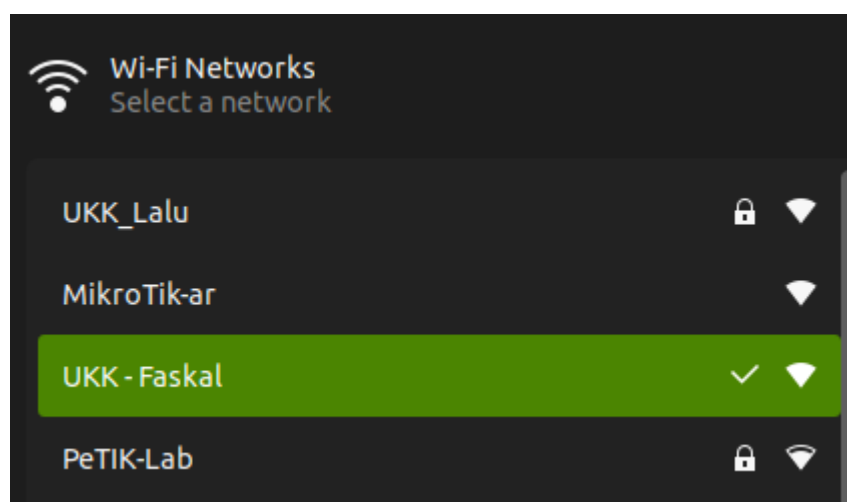 Wi-Fi Networks
Select a network
UKK_Lalu
MikroTik-ar
UKK - Faskal
PeTIK-Lab